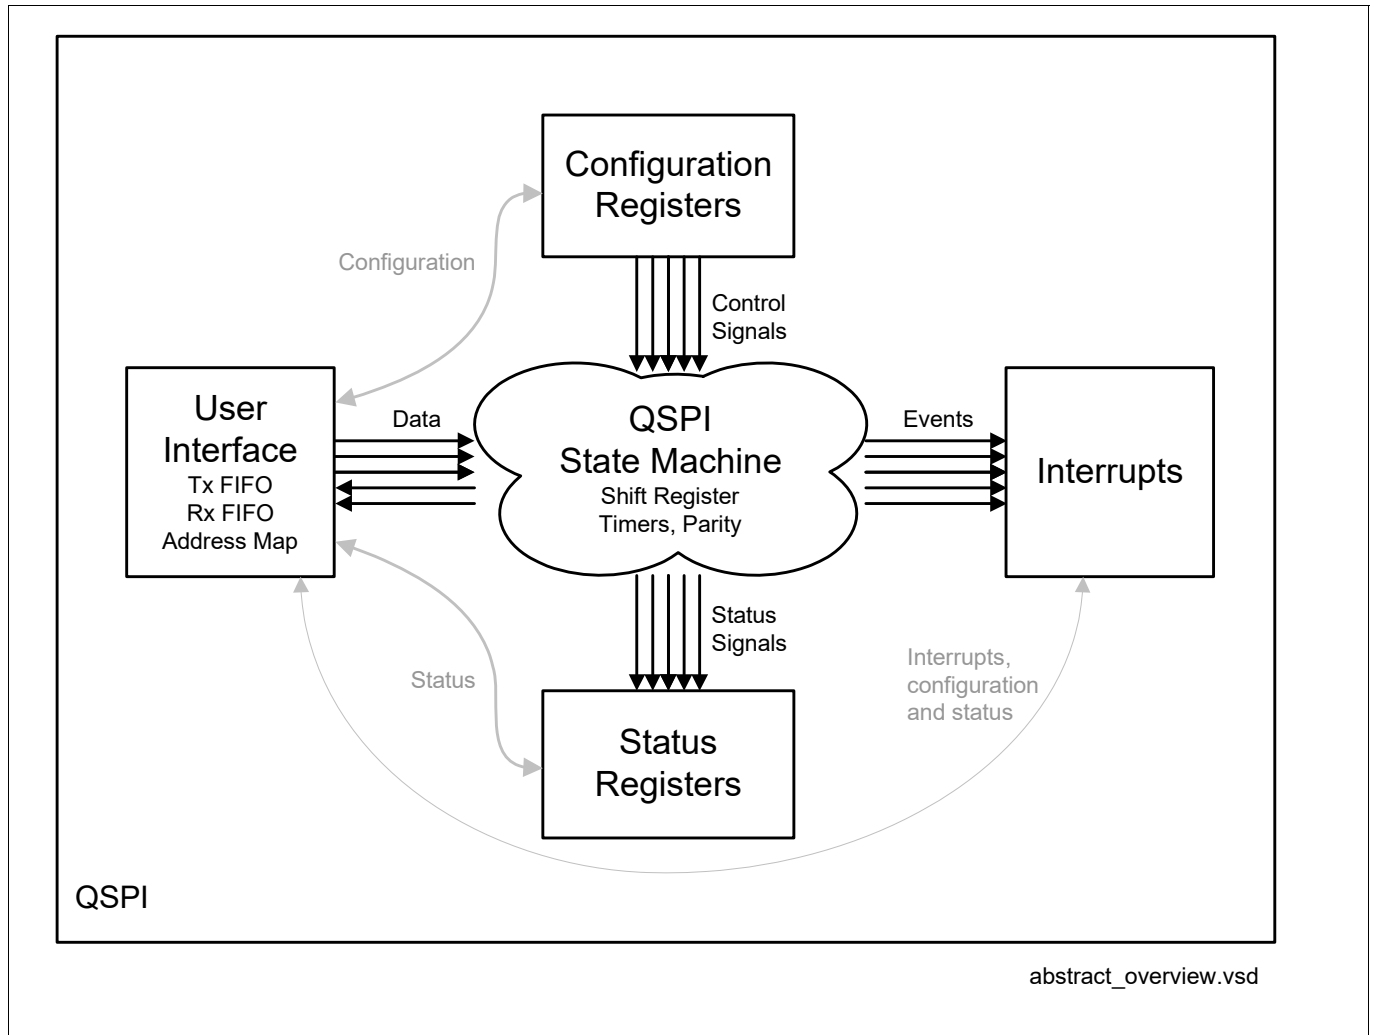 Configuration
Registers
Configuration
Control
Signals
User
Interface
Tx FIFO
Rx FIFO
Address Map
Data
QSPI
State Machine
Shift Register
Timers, Parity
Events
Interrupts
Status
Signals
Status
Interrupts,
configuration
and status
Status
Registers
QSPI
abstract_overview.vsd